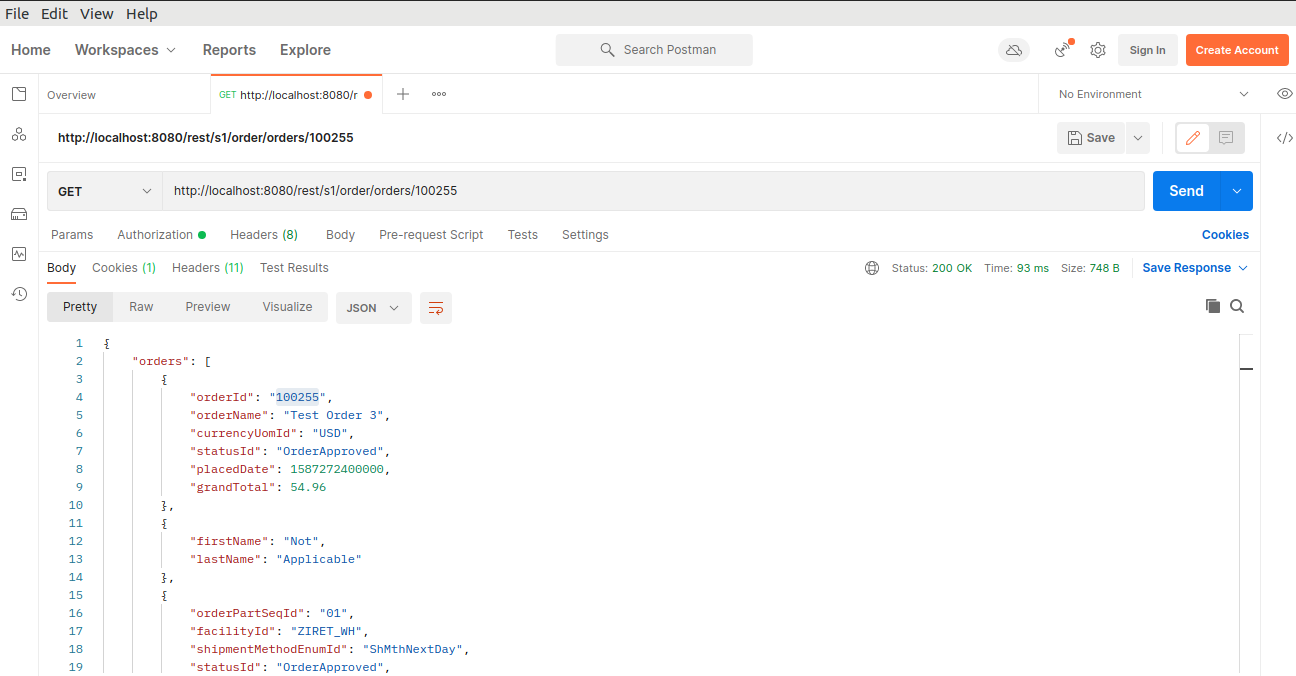 File Edit View Help
Home Workspaces Reports Explore Search Postman Sign In Create Account
Overview GET http://localhost:8080/r No Environment
http://localhost:8080/rest/s1/order/orders/100255 Save
GET http://localhost:8080/rest/s1/order/orders/100255 Send
Params Authorization Headers (8) Body Pre-request Script Tests Settings Cookies
Body Cookies (1) Headers (11) Test Results Status: 200 OK Time: 93 ms Size: 748 B Save Response
Pretty Raw Preview Visualize JSON
1 {
2 "orders": [
3 {
4 "orderId": "100255",
5 "orderName": "Test Order 3",
6 "currencyUomId": "USD",
7 "statusId": "OrderApproved",
8 "placedDate": 1587272400000,
9 "grandTotal": 54.96
10 },
11 {
12 "firstName": "Not",
13 "lastName": "Applicable"
14 },
15 {
16 "orderPartSeqId": "01",
17 "facilityId": "ZIRET_WH",
18 "shipmentMethodEnumId": "ShMthNextDay",
19 "statusId": "OrderApproved",